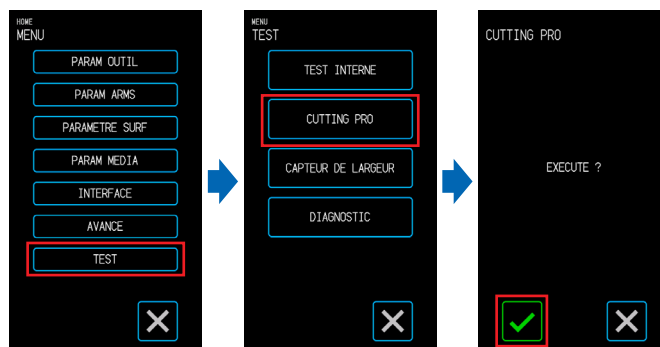 HOME
MENU
PARAM OUTIL
PARAM ARMS
PARAMETRE SURF
PARAM MEDIA
INTERFACE
AVANCE
TEST
MENU
TEST
TEST INTERNE
CUTTING PRO
CAPTEUR DE LARGEUR
DIAGNOSTIC
CUTTING PRO
EXECUTE ?